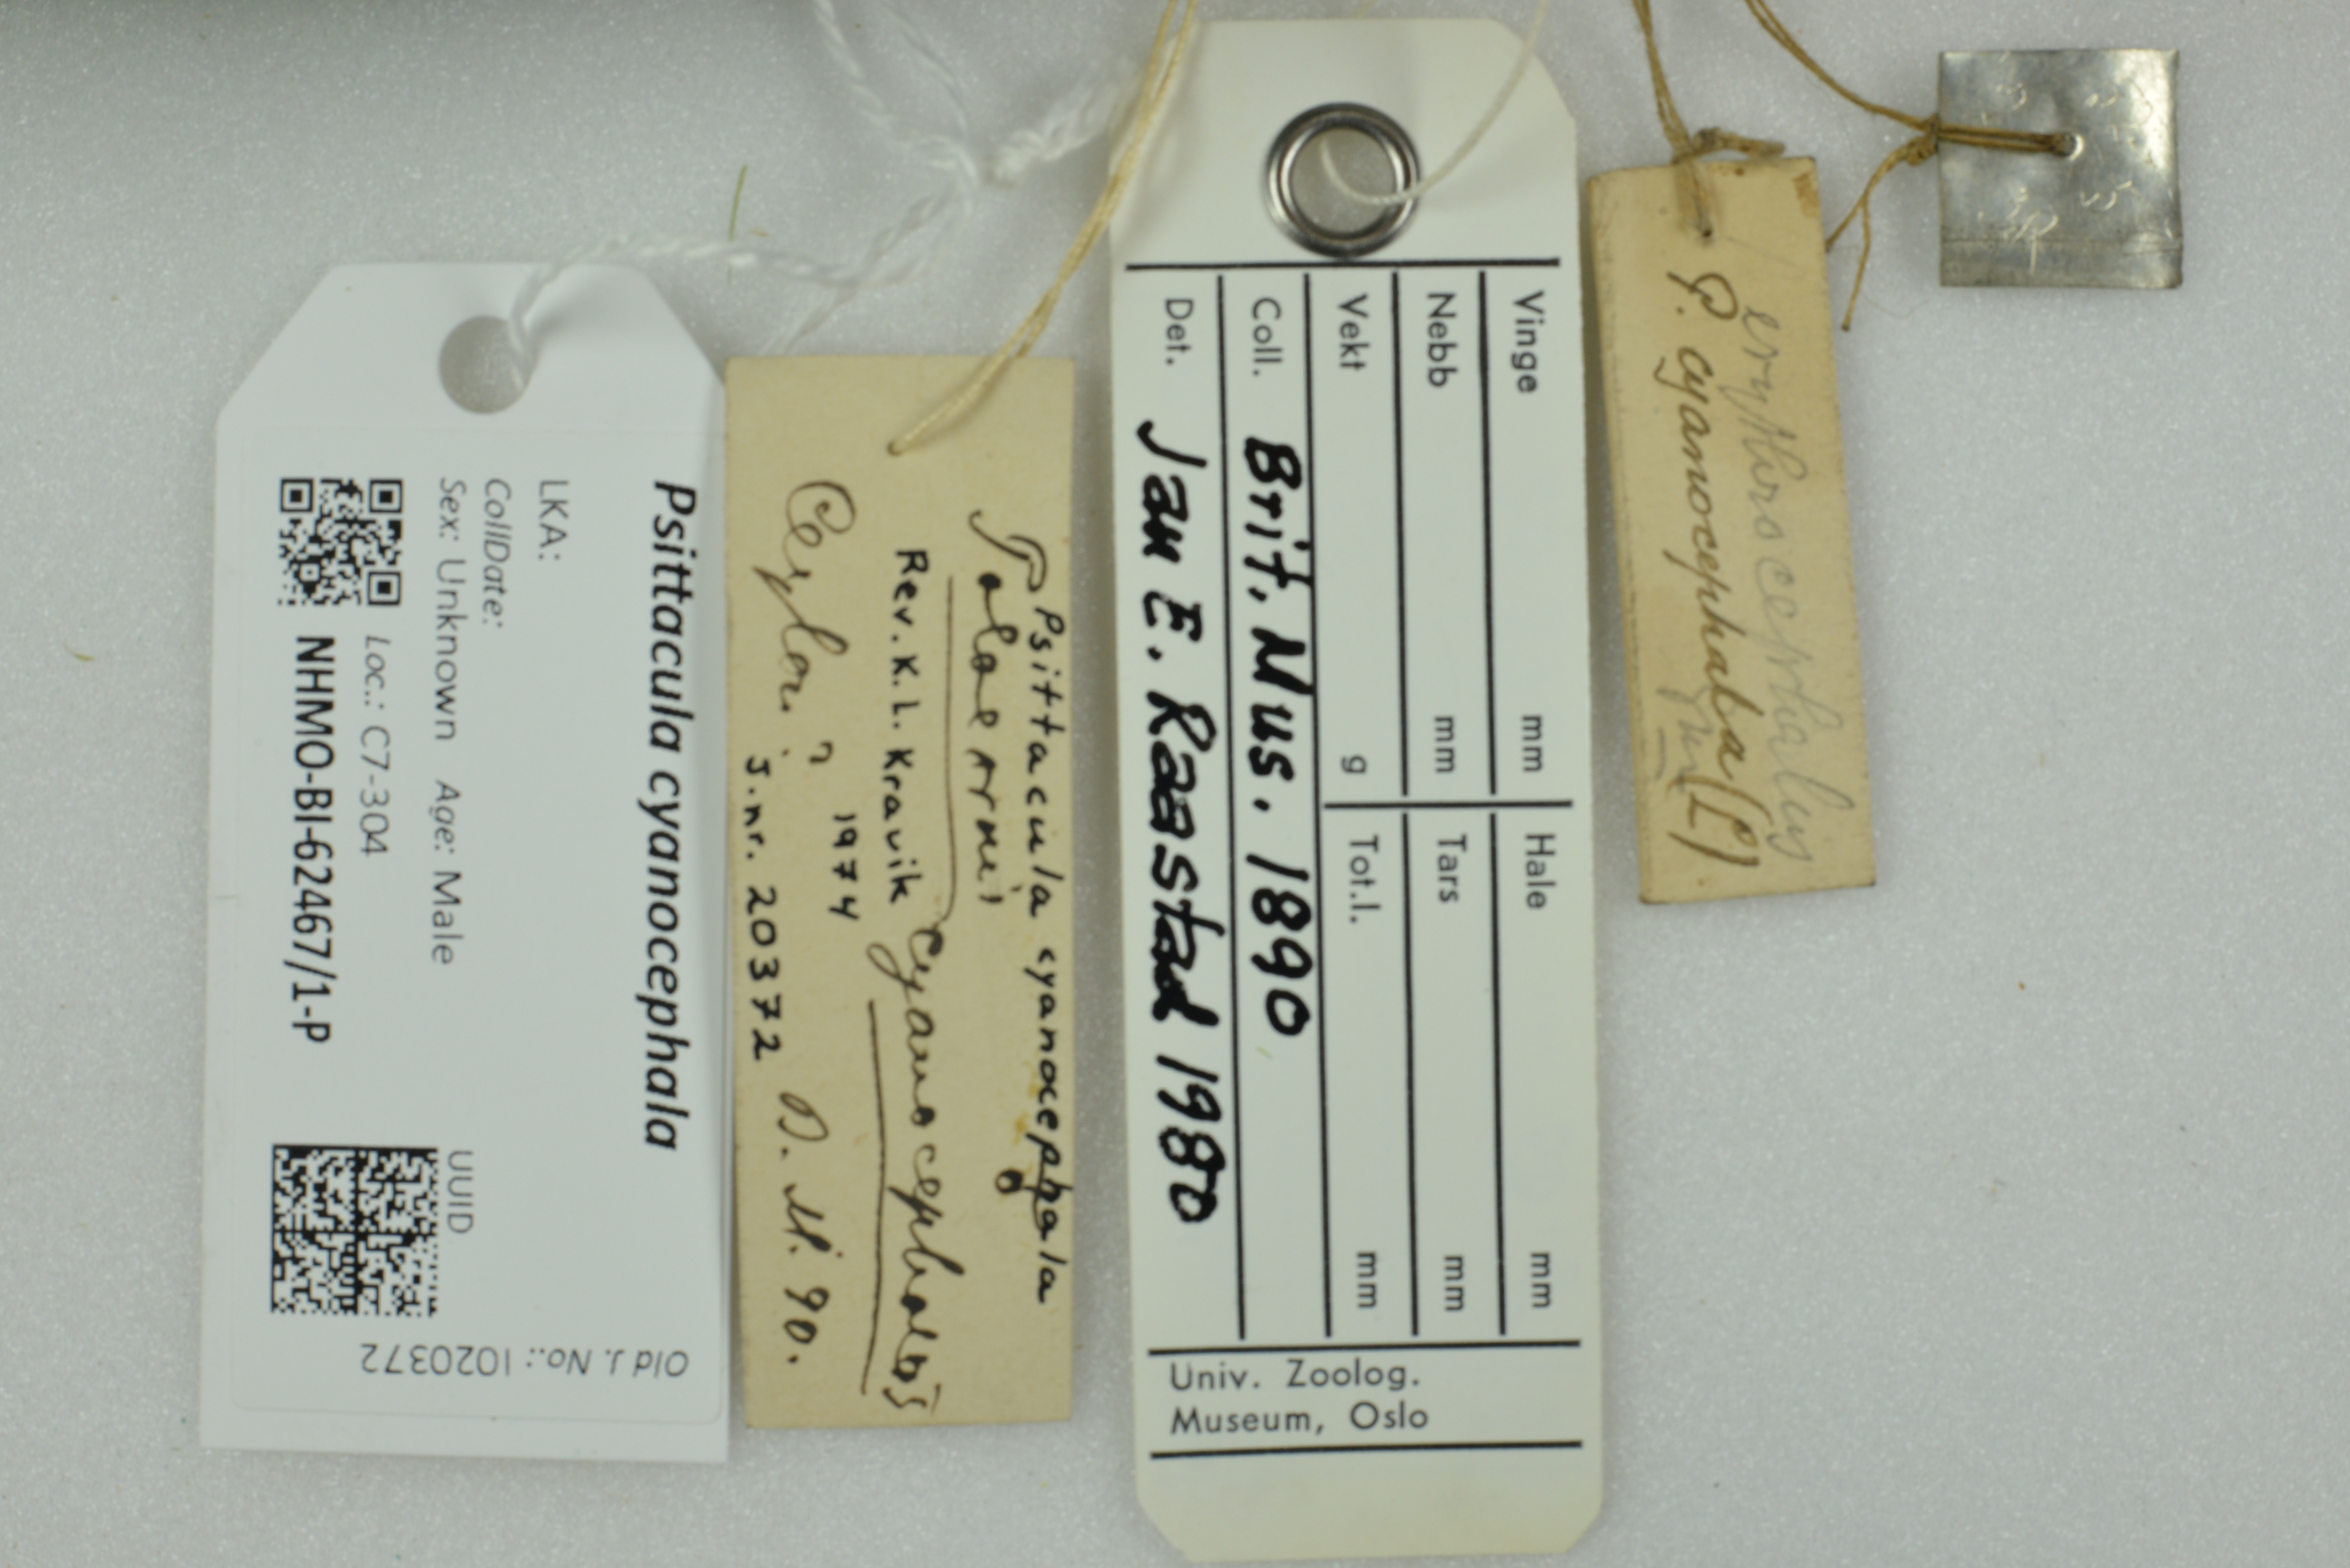 Psittacula cyanocephala
LKA:
CollDate:
Sex: Unknown Age: Male
Loc.: C7-304
NHMO-BI-62467/1-P
UUID
Old J. No.: 1020372
Psittacula cyanocephala
Palaeorni
Rev. K.L. Kravik
cyanocephalus
1974
Ceylon. ?
J.nr. 20372
90.
Vinge mm Hale mm
Nebb mm Tars mm
Vekt g Tot.l. mm
Coll. Brit. Mus. 1890
Det. Jan E. Raastad 1980
Univ. Zoolog.
Museum, Oslo
erythrocephalus
P. cyanocephala (L)